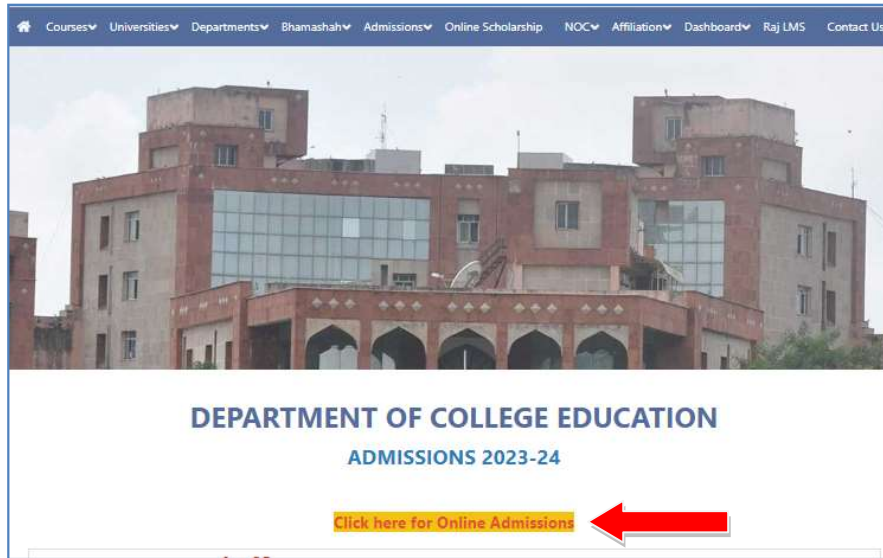 Courses Universities Departments Bhamashah Admissions Online Scholarship NOC Affiliation Dashboard Raj LMS Contact Us
DEPARTMENT OF COLLEGE EDUCATION
ADMISSIONS 2023-24
Click here for Online Admissions